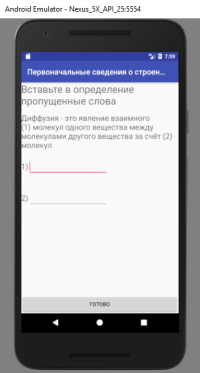 Android Emulator - Nexus_5X_API_25:5554
7:59
Первоначальные сведения о строен...
Вставьте в определение
пропущенные слова
Диффузия - это явление взаимного
(1) молекул одного вещества между
молекулами другого вещества за счёт (2)
молекул
1)
2)
ГОТОВО